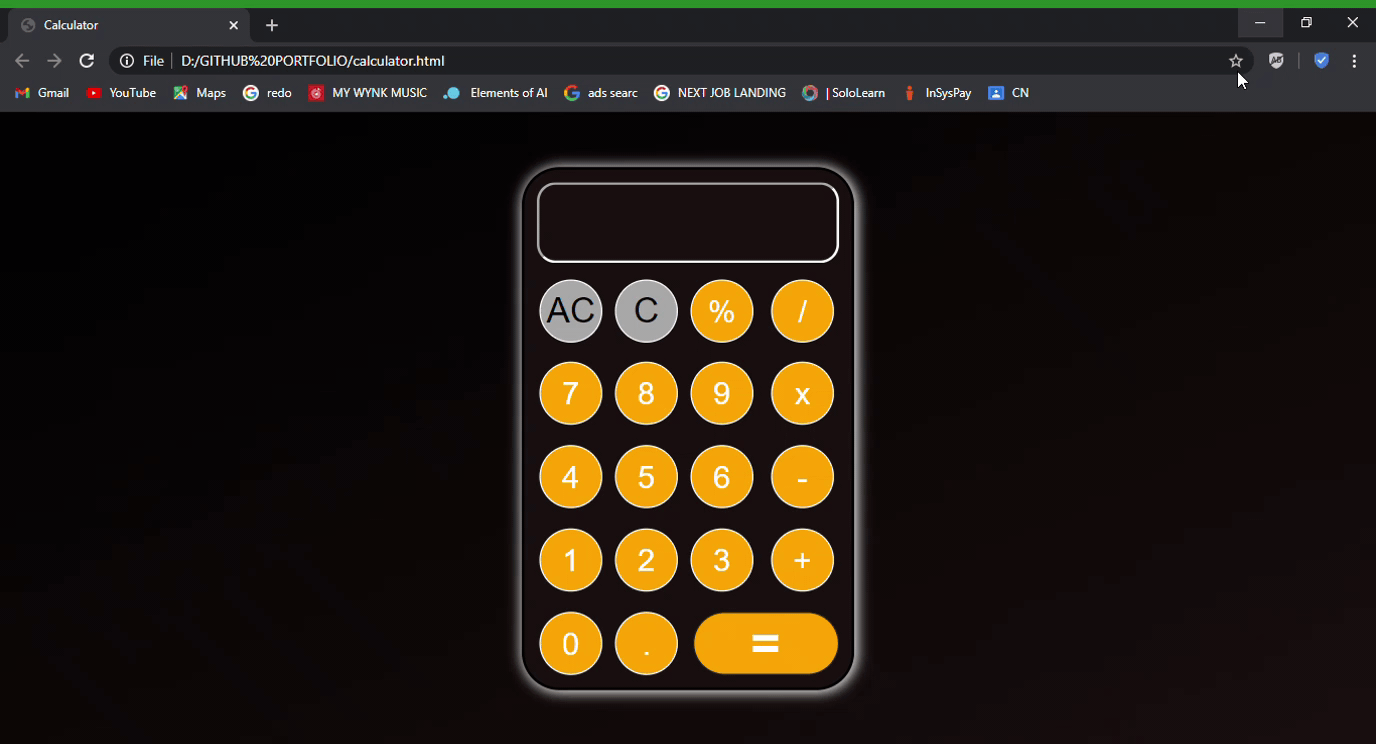 Calculator
File D:/GITHUB%20PORTFOLIO/calculator.html
Gmail YouTube Maps redo MY WYNK MUSIC Elements of AI ads searc NEXT JOB LANDING | SoloLearn InSysPay CN
AC C % /
7 8 9 x
4 5 6 -
1 2 3 +
0 . =